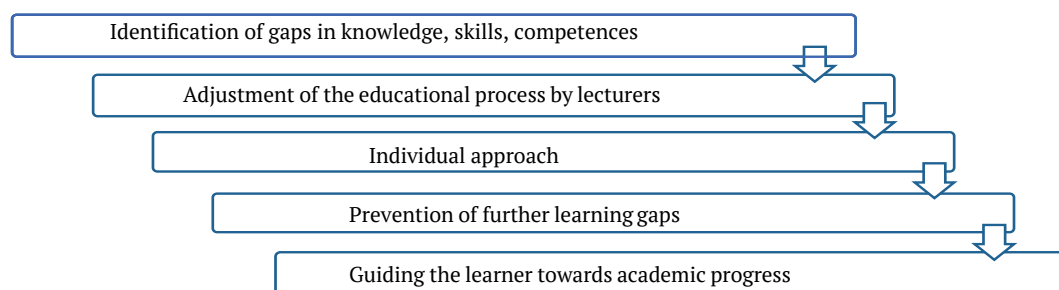 Identification of gaps in knowledge, skills, competences
Adjustment of the educational process by lecturers
Individual approach
Prevention of further learning gaps
Guiding the learner towards academic progress